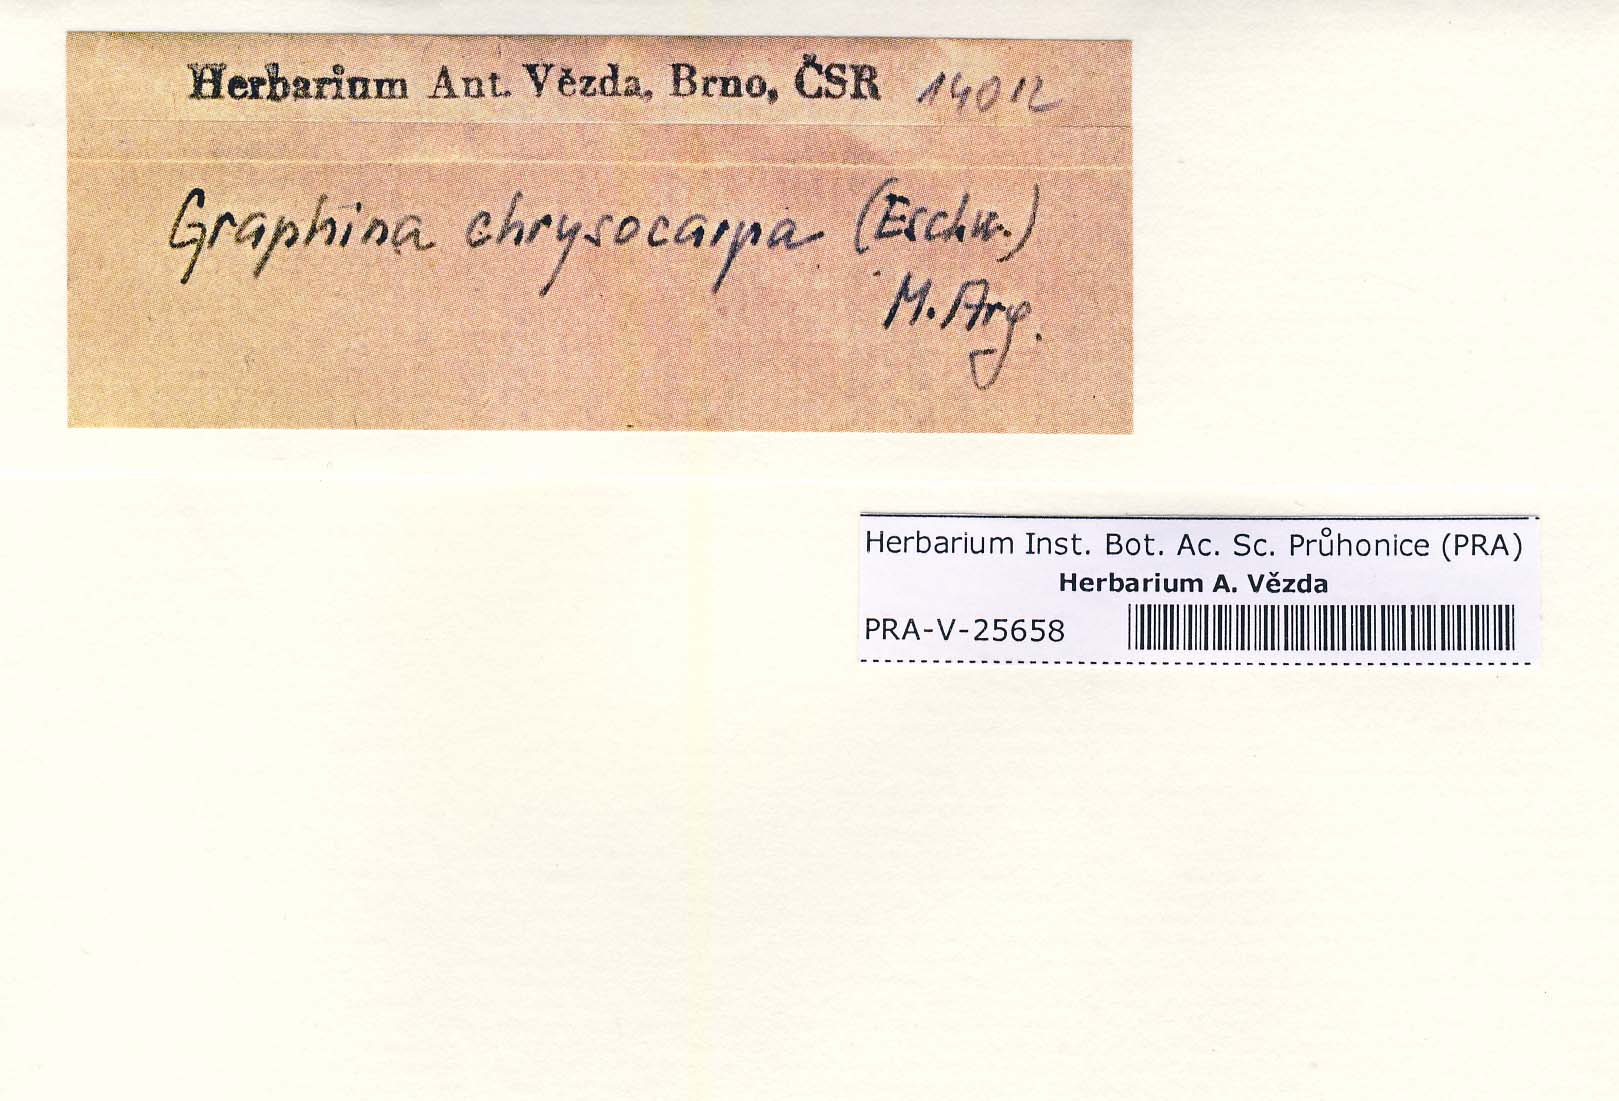 Herbarium Ant. Vězda, Brno, ČSR 14012
Graphina chrysocarpa (Eschw.)
M. Arg.
Herbarium Inst. Bot. Ac. Sc. Průhonice (PRA)
Herbarium A. Vězda
PRA-V-25658